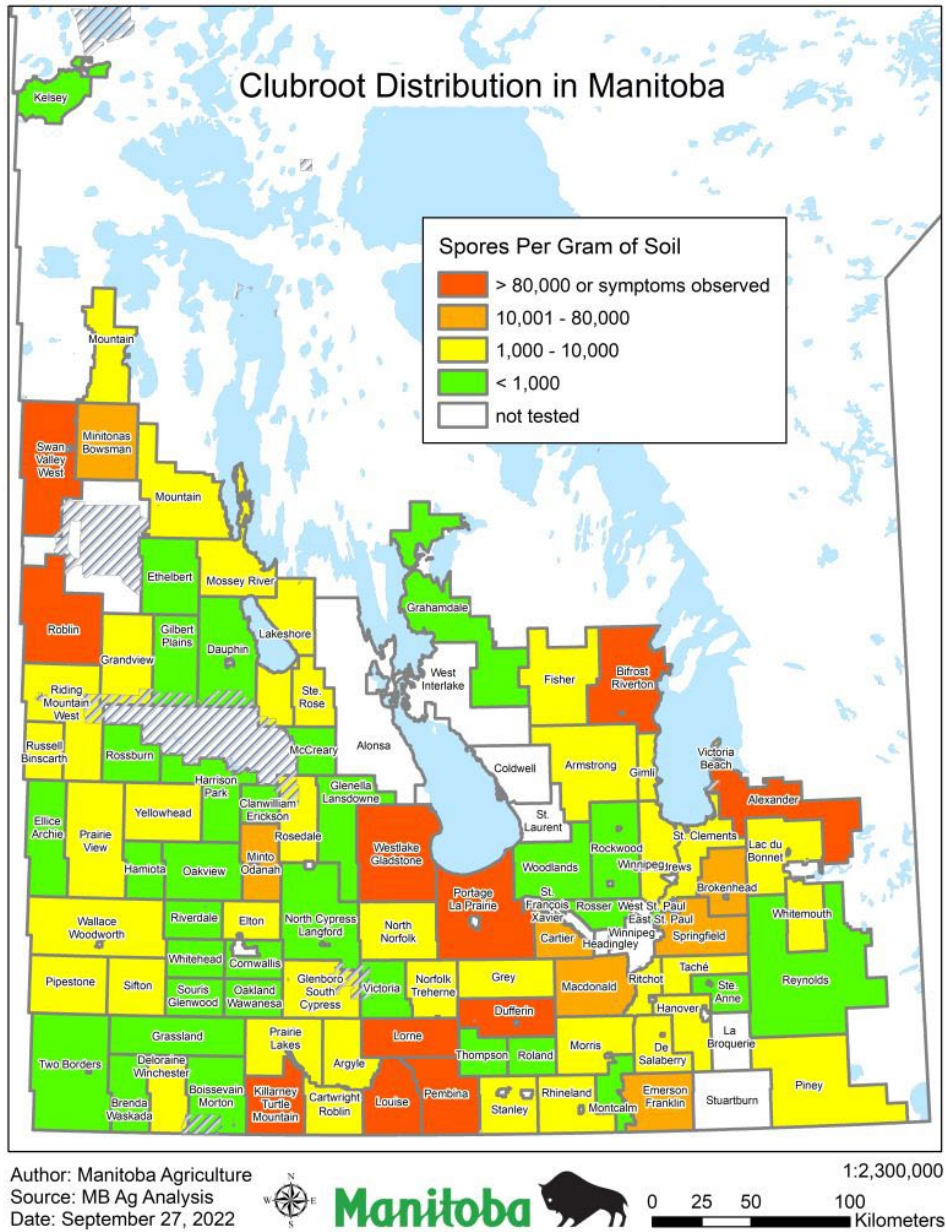 Clubroot Distribution in Manitoba
Kelsey
Spores Per Gram of Soil
> 80,000 or symptoms observed
10,001 - 80,000
1,000 - 10,000
< 1,000
not tested
Mountain
Swan
Valley
West
Minitonas
Bowsman
Mountain
Ethelbert
Mossey River
Grahamdale
Roblin
Grandview
Gilbert
Plains
Dauphin
Lakeshore
West
Interlake
Fisher
Bifrost
Riverton
Riding
Mountain
West
Ste.
Rose
Russell
Binscarth
Rossburn
McCreary
Alonsa
Coldwell
Armstrong
Gimli
Victoria
Beach
Harrison
Park
Glenella
Lansdowne
Alexander
Ellice
Archie
Prairie
View
Yellowhead
Clanwilliam
Erickson
Rosedale
St.
Laurent
Rockwood
St. Clements
Lac du
Bonnet
Hamiota
Oakview
Minto
Odanah
Westlake
Gladstone
Woodlands
Winnipeg
drews
Portage
La Prairie
Brokenhead
Wallace
Woodworth
Riverdale
Elton
North Cypress
Langford
North
Norfolk
St.
François
Xavier
Rosser
West St. Paul
East St. Paul
Whitemouth
Cartier
Headingley
Winnipeg
Springfield
Whitehead
Cornwallis
Pipestone
Sifton
Souris
Glenwood
Oakland
Wawanesa
Glenboro
South
Cypress
Victoria
Norfolk
Treherne
Grey
Macdonald
Ritchot
Taché
Ste.
Anne
Reynolds
Dufferin
Hanover
Two Borders
Grassland
Prairie
Lakes
Lorne
Thompson
Roland
Morris
De
Salaberry
La
Broquerie
Deloraine
Winchester
Argyle
Brenda
Waskada
Boissevain
Morton
Killarney
Turtle
Mountain
Cartwright
Roblin
Louise
Pembina
Stanley
Rhineland
Montcalm
Emerson
Franklin
Stuartburn
Piney
Author: Manitoba Agriculture
Source: MB Ag Analysis
Date: September 27, 2022
N
W
E
S
Manitoba
1:2,300,000
0 25 50 100
Kilometers